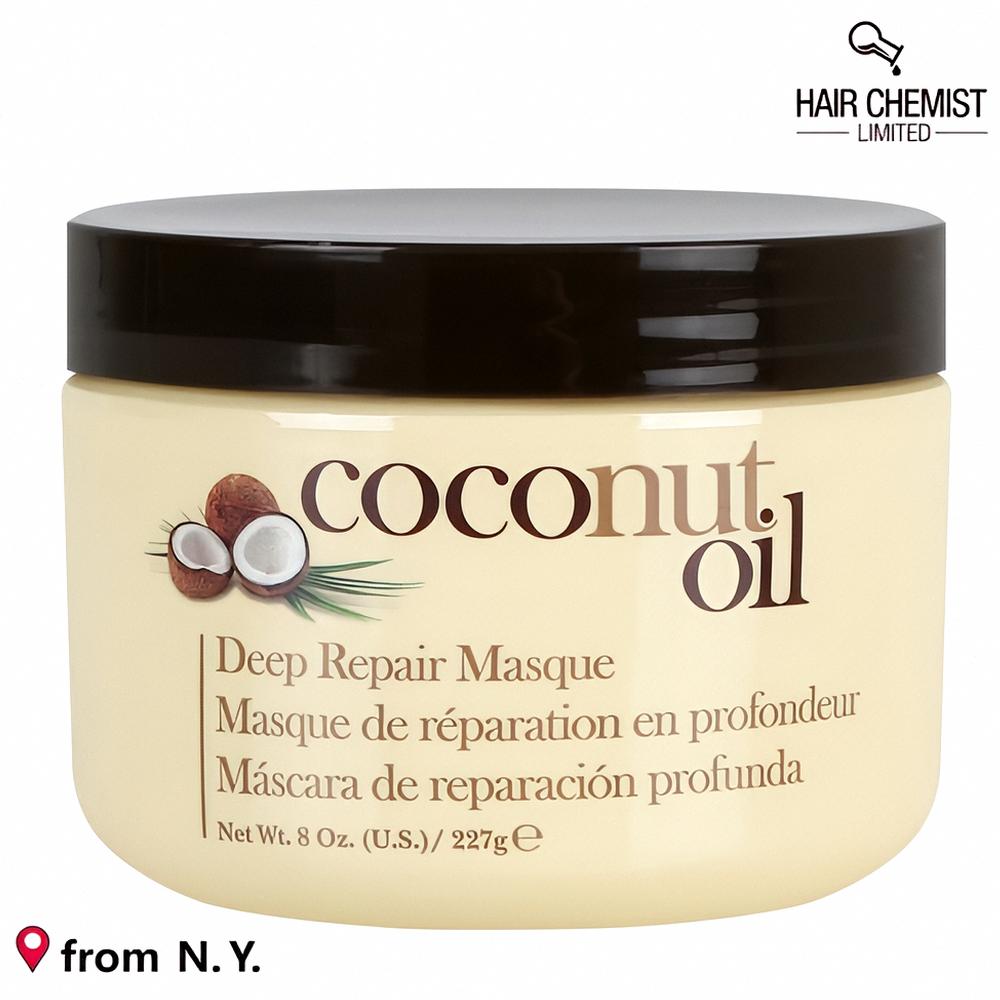 HAIR CHEMIST
LIMITED
coconut
oil
Deep Repair Masque
Masque de réparation en profondeur
Máscara de reparación profunda
Net Wt. 8 Oz. (U.S.)/ 227g ℮
from N.Y.